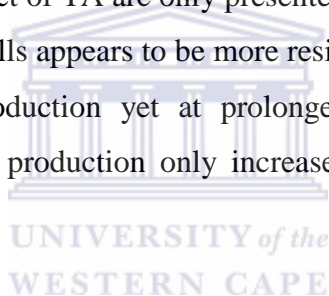 ct of TA are only presente
lls appears to be more resi
oduction yet at prolonge
production only increase
UNIVERSITY of the
WESTERN CAPE